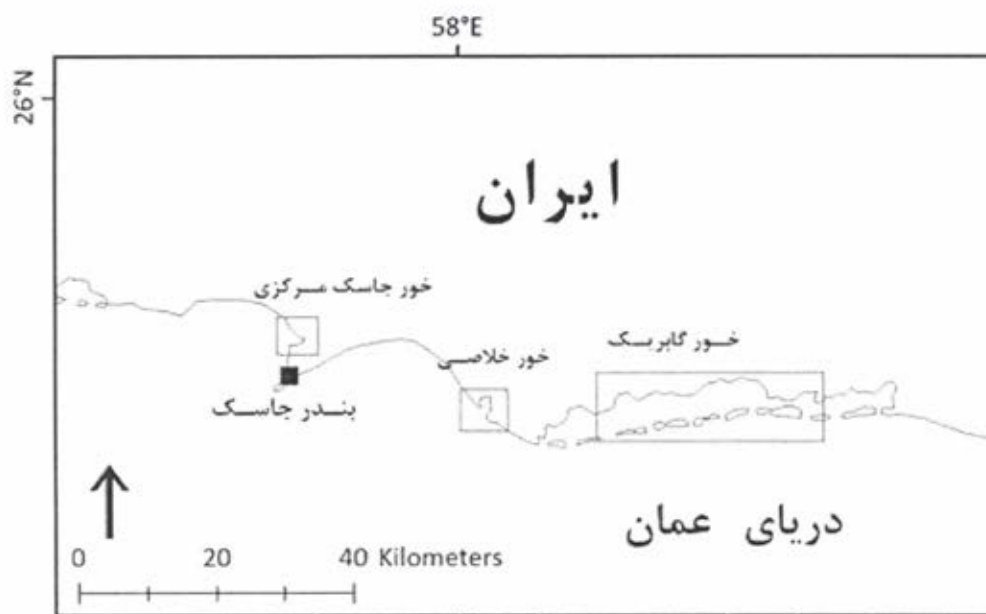 58°E
26°N
ایران
خور جاسک مرکزی
خور گابریک
خور خلاصی
بندر جاسک
دریای عمان
0 20 40 Kilometers